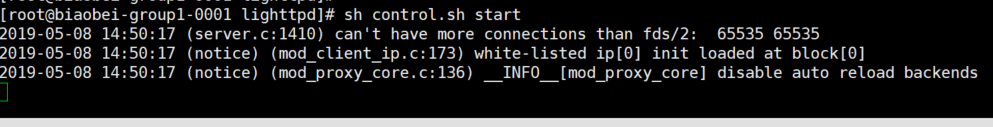 [root@biaobei-group1-0001 lighttpd]# sh control.sh start
2019-05-08 14:50:17 (server.c:1410) can't have more connections than fds/2:  65535 65535
2019-05-08 14:50:17 (notice) (mod_client_ip.c:173) white-listed ip[0] init loaded at block[0]
2019-05-08 14:50:17 (notice) (mod_proxy_core.c:136) __INFO__[mod_proxy_core] disable auto reload backends